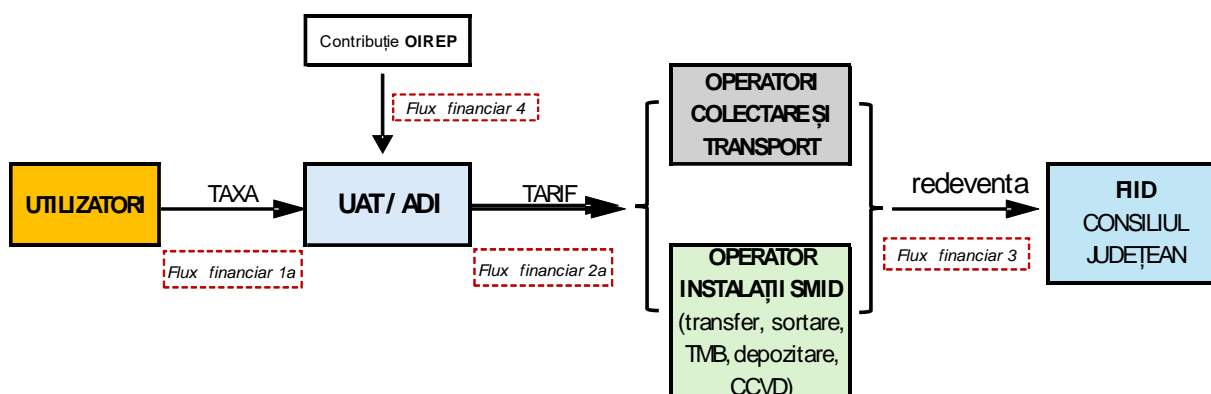 Contribuție OIREP
Flux financiar 4
UTILIZATORI
TAXA
Flux financiar 1a
UAT / ADI
TARIF
Flux financiar 2a
OPERATORI
COLECTARE ȘI
TRANSPORT
OPERATOR
INSTALAȚII SMID
(transfer, sortare,
TMB, depozitare,
CCVD)
redeventa
Flux financiar 3
FIID
CONSILIUL
JUDEȚEAN